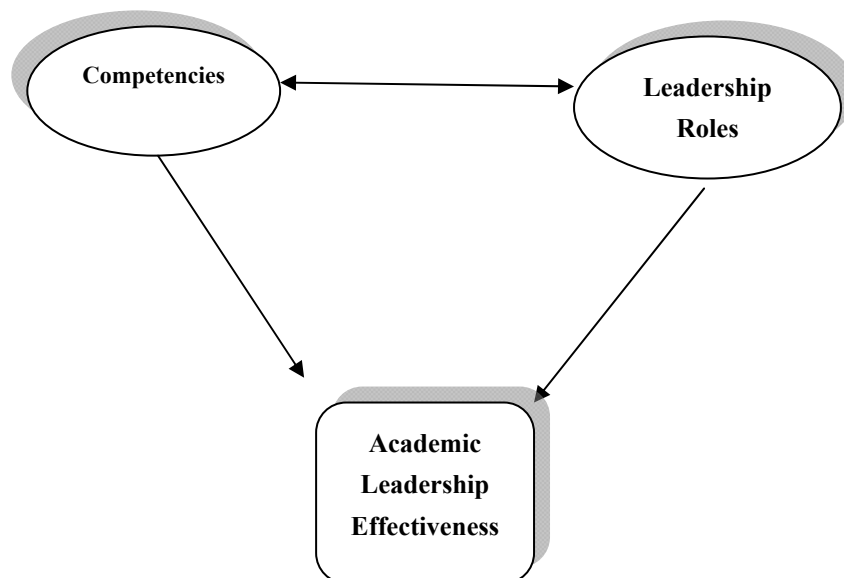 Competencies
Leadership
Roles
Academic
Leadership
Effectiveness